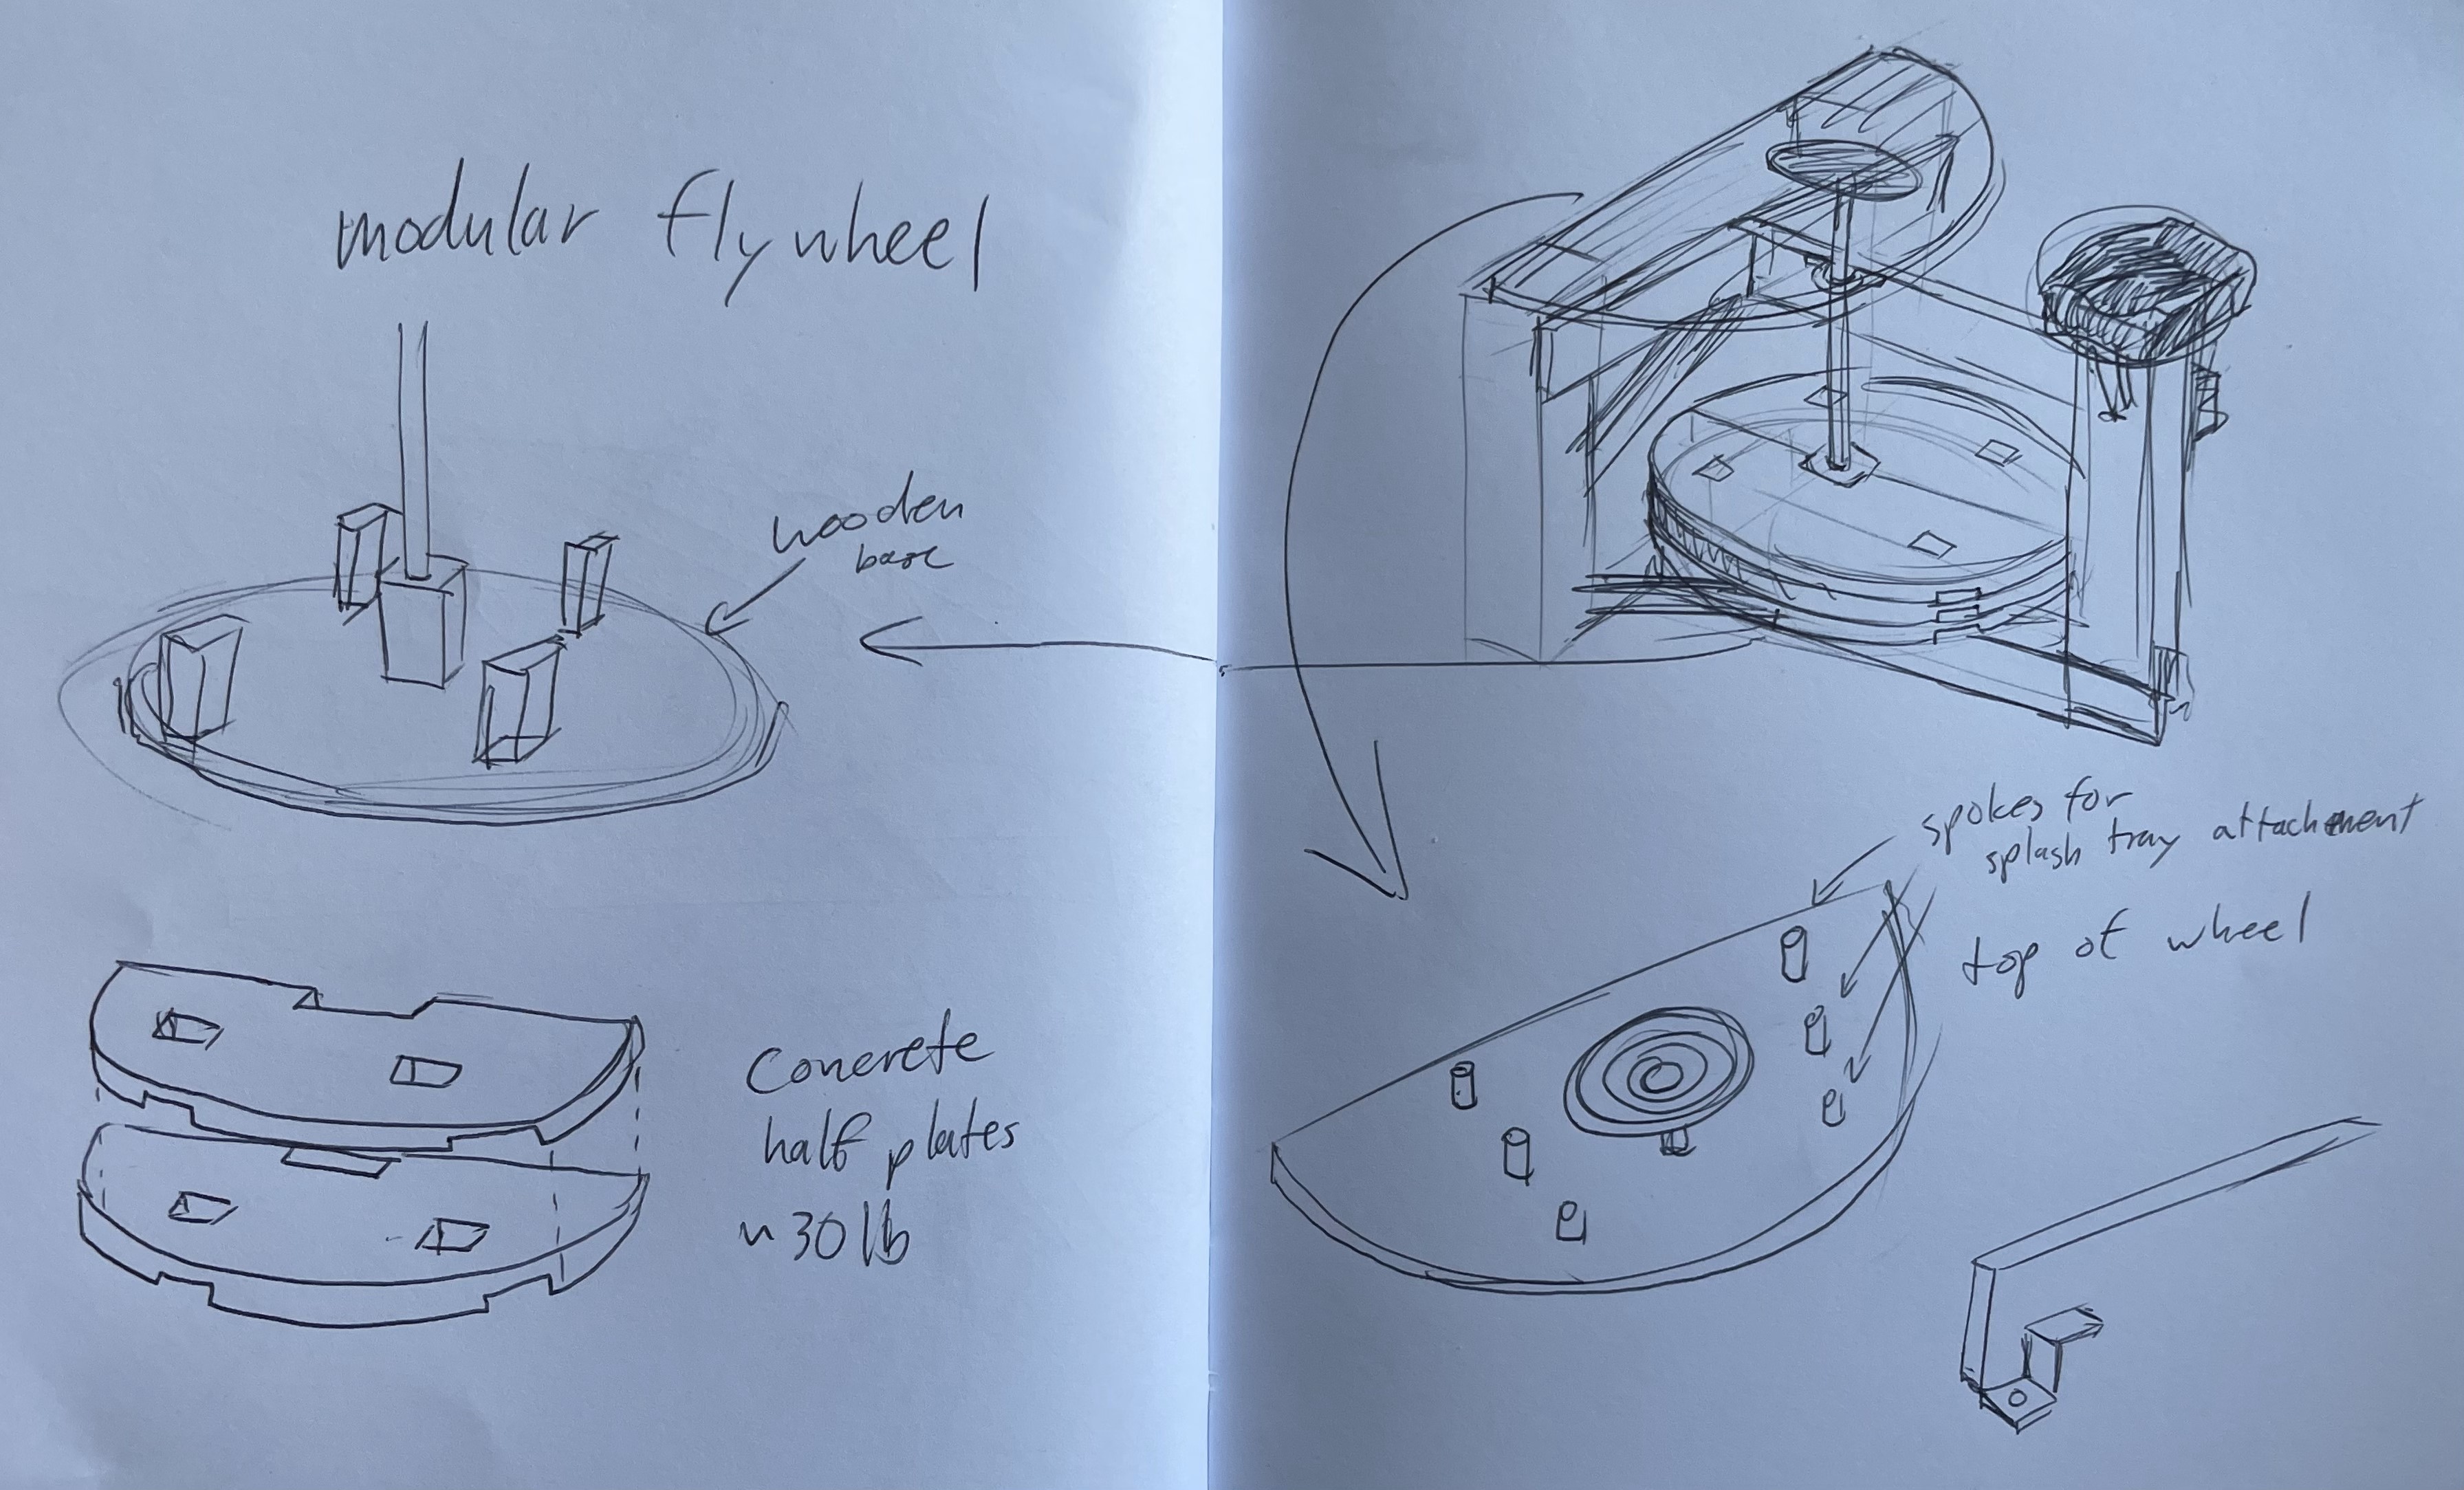 modular flywheel
wooden
base
concrete
half plates
~30 lb
spokes for
splash tray attachment
top of wheel